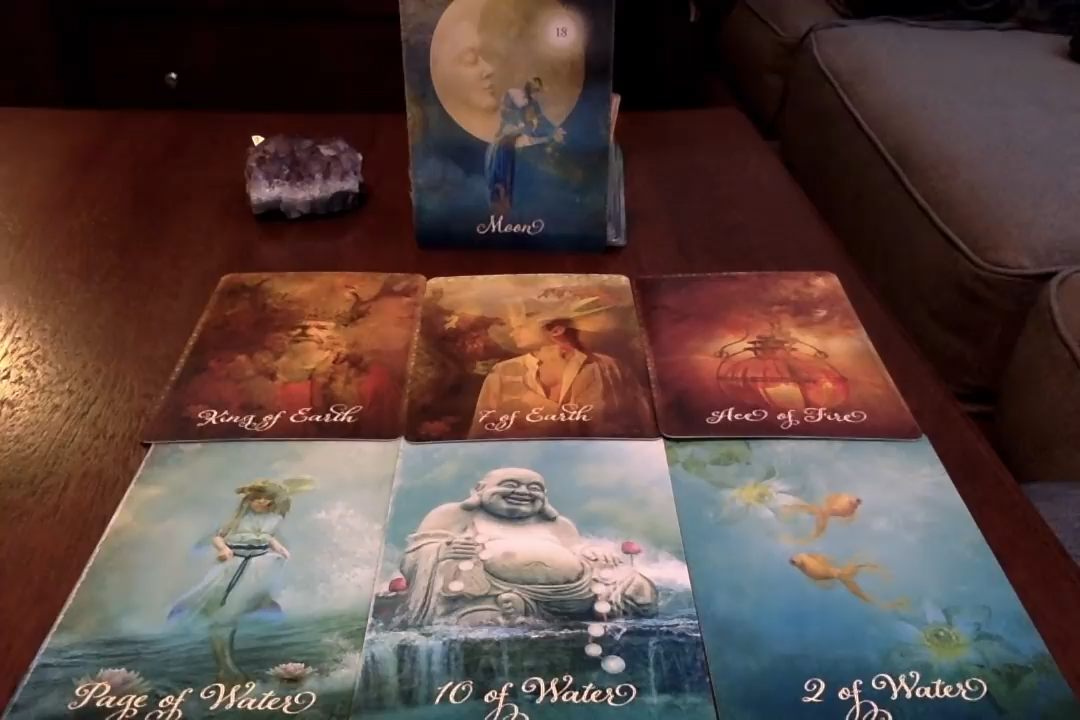 18
Moon
King of Earth
7 of Earth
Ace of Fire
Page of Water
10 of Water
2 of Water